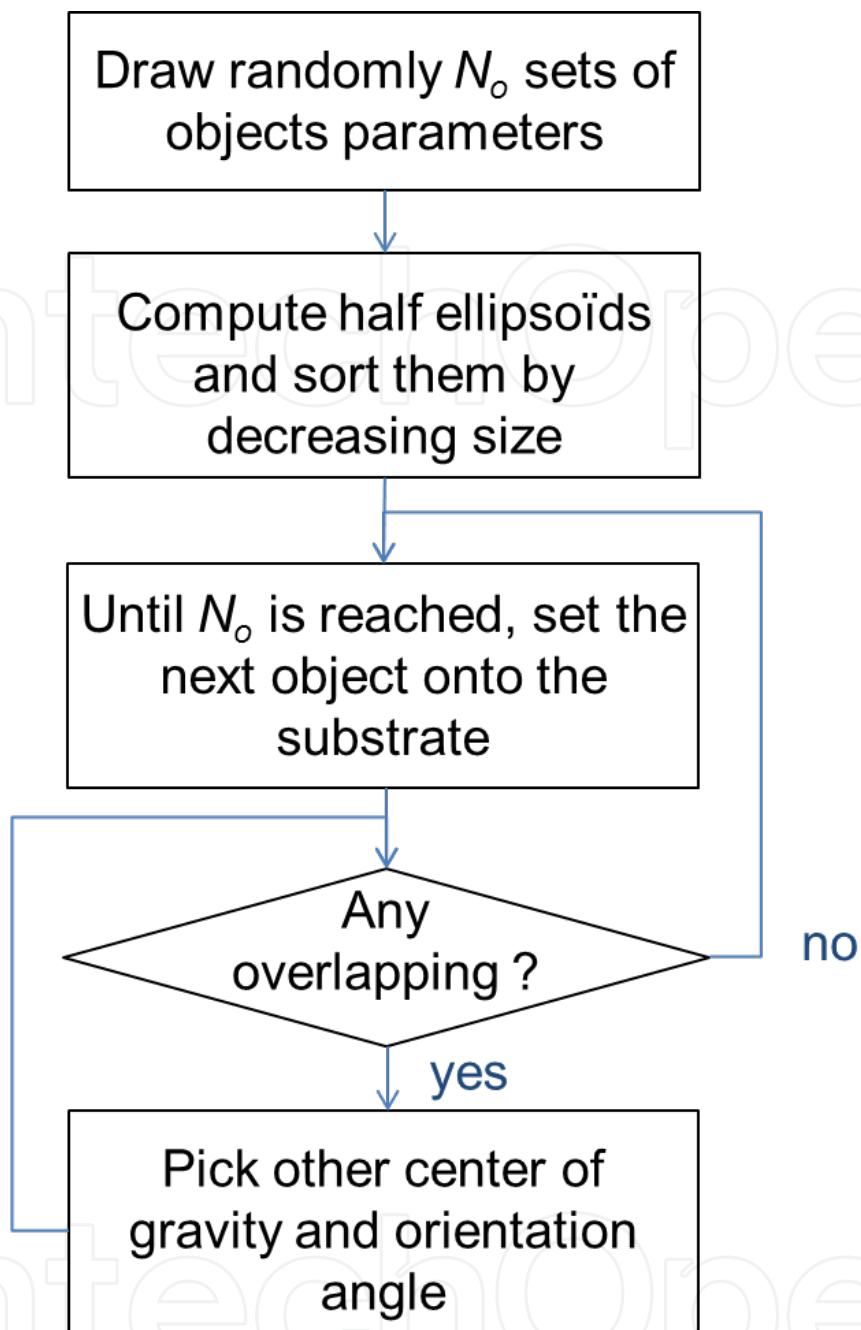 Draw randomly No sets of
objects parameters
Compute half ellipsoïds
and sort them by
decreasing size
Until No is reached, set the
next object onto the
substrate
Any
overlapping ?
no
yes
Pick other center of
gravity and orientation
angle